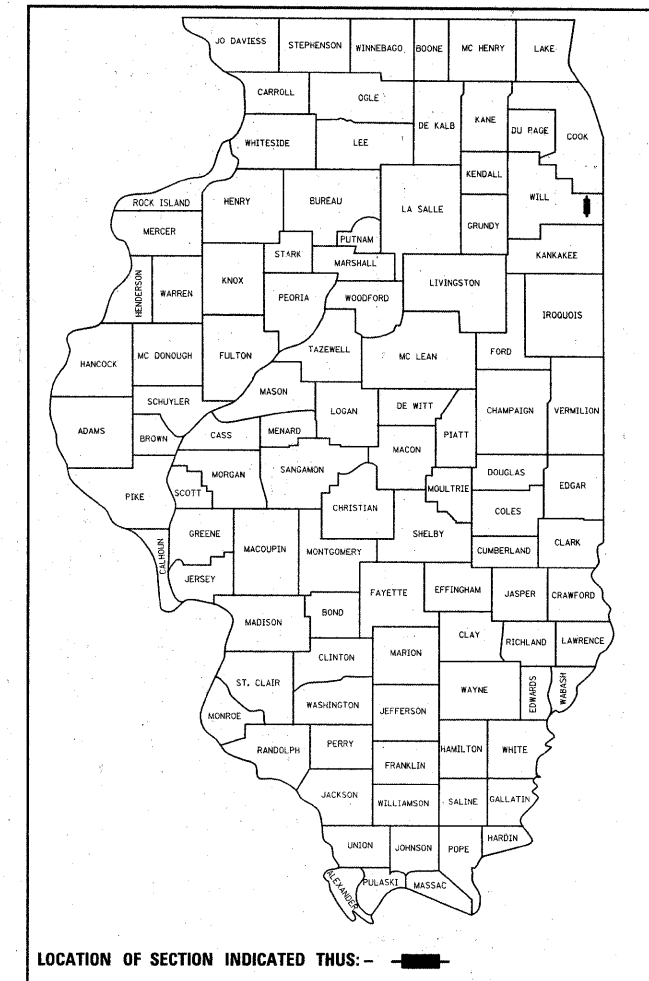 JO DAVIESS
STEPHENSON
WINNEBAGO
BOONE
MC HENRY
LAKE
CARROLL
OGLE
DE KALB
KANE
DU PAGE
COOK
WHITESIDE
LEE
KENDALL
WILL
ROCK ISLAND
HENRY
BUREAU
LA SALLE
GRUNDY
MERCER
PUTNAM
KANKAKEE
STARK
MARSHALL
HENDERSON
WARREN
KNOX
PEORIA
WOODFORD
LIVINGSTON
IROQUOIS
HANCOCK
MC DONOUGH
FULTON
TAZEWELL
MC LEAN
FORD
SCHUYLER
MASON
LOGAN
DE WITT
CHAMPAIGN
VERMILION
ADAMS
BROWN
CASS
MENARD
MACON
PIATT
PIKE
SCOTT
MORGAN
SANGAMON
CHRISTIAN
MOULTRIE
DOUGLAS
EDGAR
COLES
CALHOUN
GREENE
MACOUPIN
MONTGOMERY
SHELBY
CUMBERLAND
CLARK
JERSEY
FAYETTE
EFFINGHAM
JASPER
CRAWFORD
MADISON
BOND
CLAY
RICHLAND
LAWRENCE
CLINTON
MARION
ST. CLAIR
WAYNE
EDWARDS
WABASH
MONROE
WASHINGTON
JEFFERSON
RANDOLPH
PERRY
FRANKLIN
HAMILTON
WHITE
JACKSON
WILLIAMSON
SALINE
GALLATIN
UNION
JOHNSON
POPE
HARDIN
ALEXANDER
PULASKI
MASSAC
LOCATION OF SECTION INDICATED THUS: -